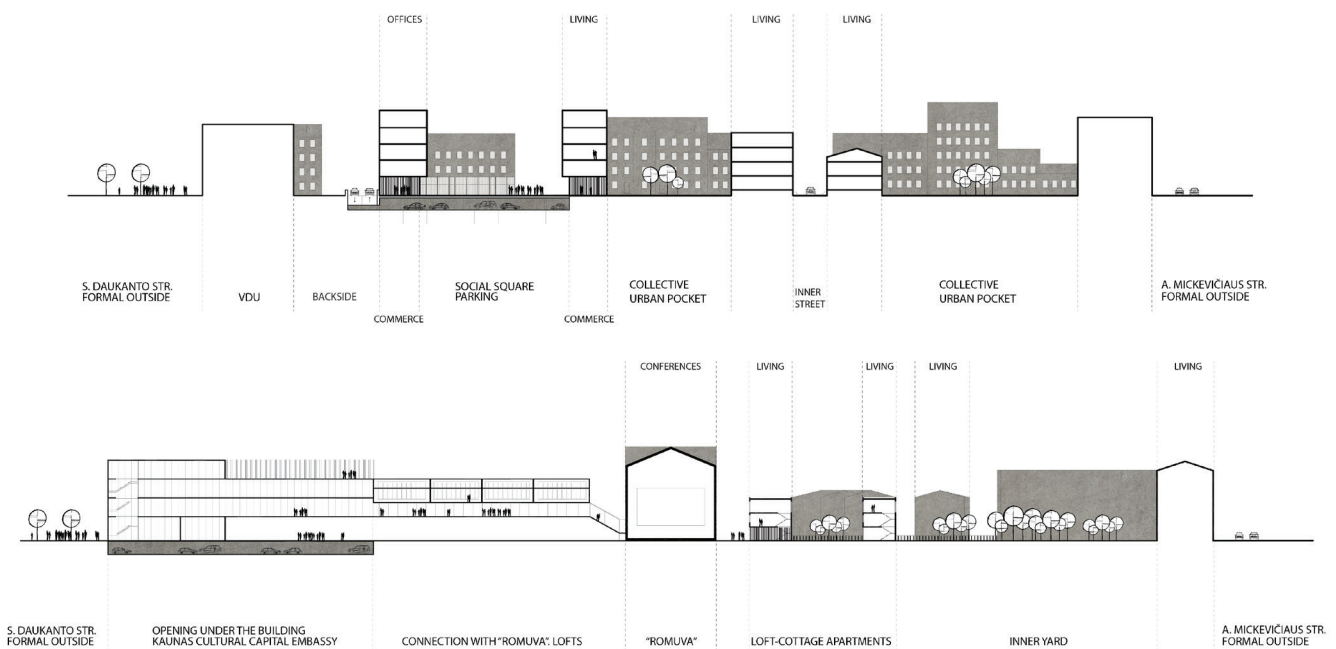 OFFICES
LIVING
LIVING
LIVING
S. DAUKANTO STR.
FORMAL OUTSIDE
VDU
BACKSIDE
COMMERCE
SOCIAL SQUARE
PARKING
COMMERCE
COLLECTIVE
URBAN POCKET
INNER
STREET
COLLECTIVE
URBAN POCKET
A. MICKEVIČIAUS STR.
FORMAL OUTSIDE
CONFERENCES
LIVING
LIVING
LIVING
LIVING
S. DAUKANTO STR.
FORMAL OUTSIDE
OPENING UNDER THE BUILDING
KAUNAS CULTURAL CAPITAL EMBASSY
CONNECTION WITH "ROMUVA". LOFTS
"ROMUVA"
LOFT-COTTAGE APARTMENTS
INNER YARD
A. MICKEVIČIAUS STR.
FORMAL OUTSIDE